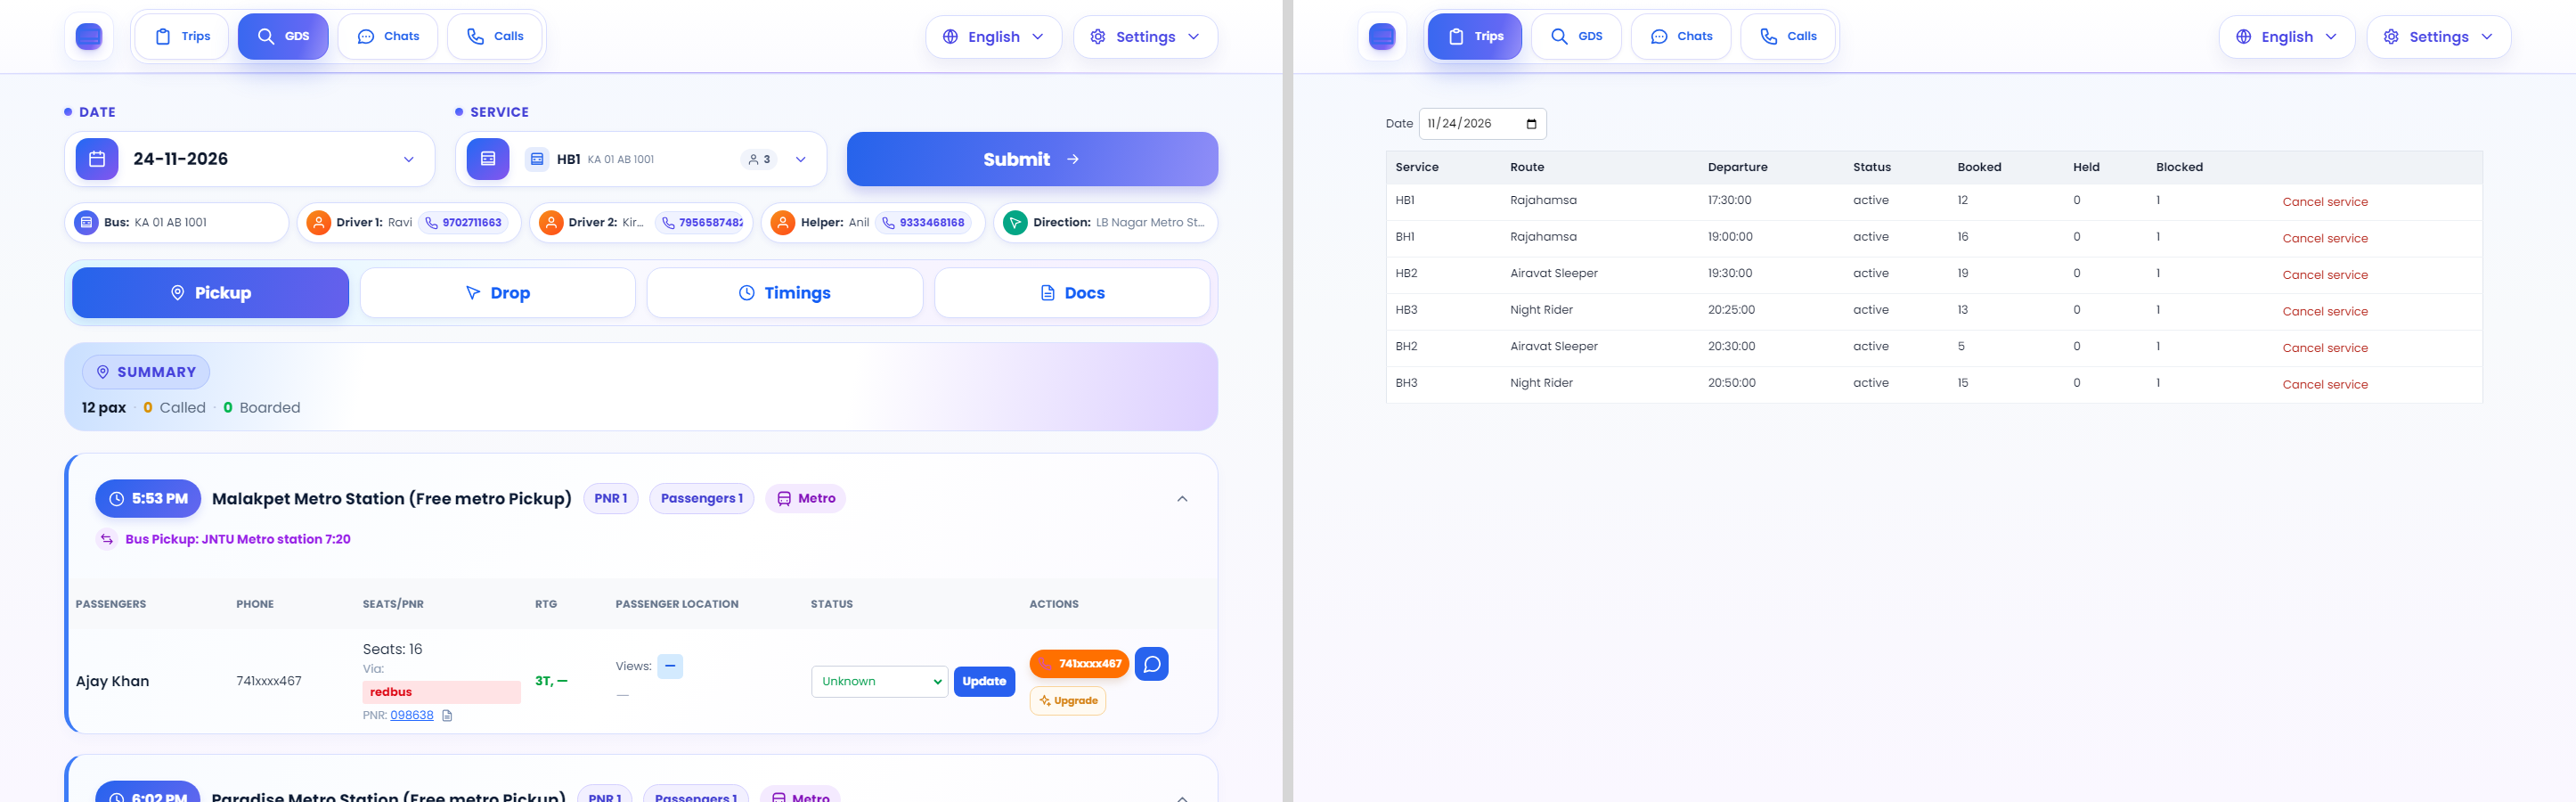 Trips GDS Chats Calls English Settings
DATE SERVICE
24-11-2026 HB1 KA 01 AB 1001 3 Submit
Bus: KA 01 AB 1001 Driver 1: Ravi 9702711663 Driver 2: Kir... 7956587482 Helper: Anil 9333468168 Direction: LB Nagar Metro St...
Pickup Drop Timings Docs
SUMMARY
12 pax · 0 Called · 0 Boarded
5:53 PM Malakpet Metro Station (Free metro Pickup) PNR 1 Passengers 1 Metro
Bus Pickup: JNTU Metro station 7:20
PASSENGERS PHONE SEATS/PNR RTG PASSENGER LOCATION STATUS ACTIONS
Ajay Khan 741xxxx467
Seats: 16
Via:
redbus
PNR: 098638
3T, —
Views: —
—
Unknown Update
741xxxx467
Upgrade
6:02 PM Paradise Metro Station (Free metro Pickup) PNR 1 Passengers 1 Metro
Trips GDS Chats Calls English Settings
Date 11/24/2026
Service Route Departure Status Booked Held Blocked
HB1 Rajahamsa 17:30:00 active 12 0 1 Cancel service
BH1 Rajahamsa 19:00:00 active 16 0 1 Cancel service
HB2 Airavat Sleeper 19:30:00 active 19 0 1 Cancel service
HB3 Night Rider 20:25:00 active 13 0 1 Cancel service
BH2 Airavat Sleeper 20:30:00 active 5 0 1 Cancel service
BH3 Night Rider 20:50:00 active 15 0 1 Cancel service